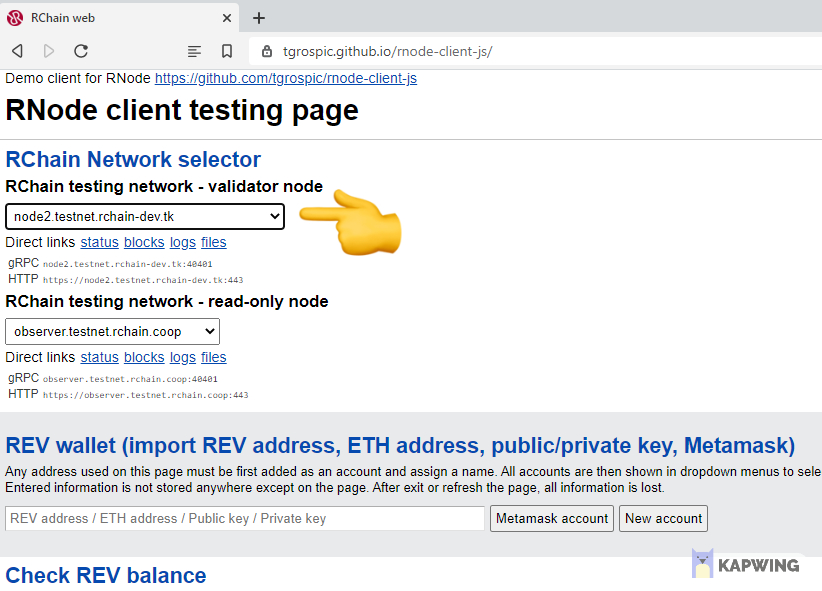 RChain web
tgrospic.github.io/rnode-client-js/
Demo client for RNode https://github.com/tgrospic/rnode-client-js
RNode client testing page
RChain Network selector
RChain testing network - validator node
node2.testnet.rchain-dev.tk
Direct links status blocks logs files
gRPC node2.testnet.rchain-dev.tk:40401
HTTP https://node2.testnet.rchain-dev.tk:443
RChain testing network - read-only node
observer.testnet.rchain.coop
Direct links status blocks logs files
gRPC observer.testnet.rchain.coop:40401
HTTP https://observer.testnet.rchain.coop:443
REV wallet (import REV address, ETH address, public/private key, Metamask)
Any address used on this page must be first added as an account and assign a name. All accounts are then shown in dropdown menus to sele
Entered information is not stored anywhere except on the page. After exit or refresh the page, all information is lost.
REV address / ETH address / Public key / Private key Metamask account New account
KAPWING
Check REV balance